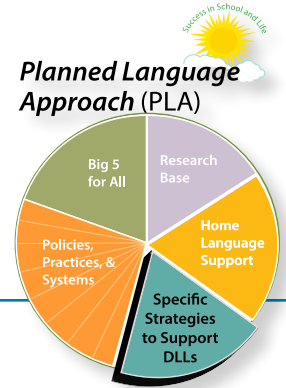 Success in School and Life
Planned Language
Approach (PLA)
Big 5
for All
Research
Base
Home
Language
Support
Policies,
Practices, &
Systems
Specific
Strategies
to Support
DLLs